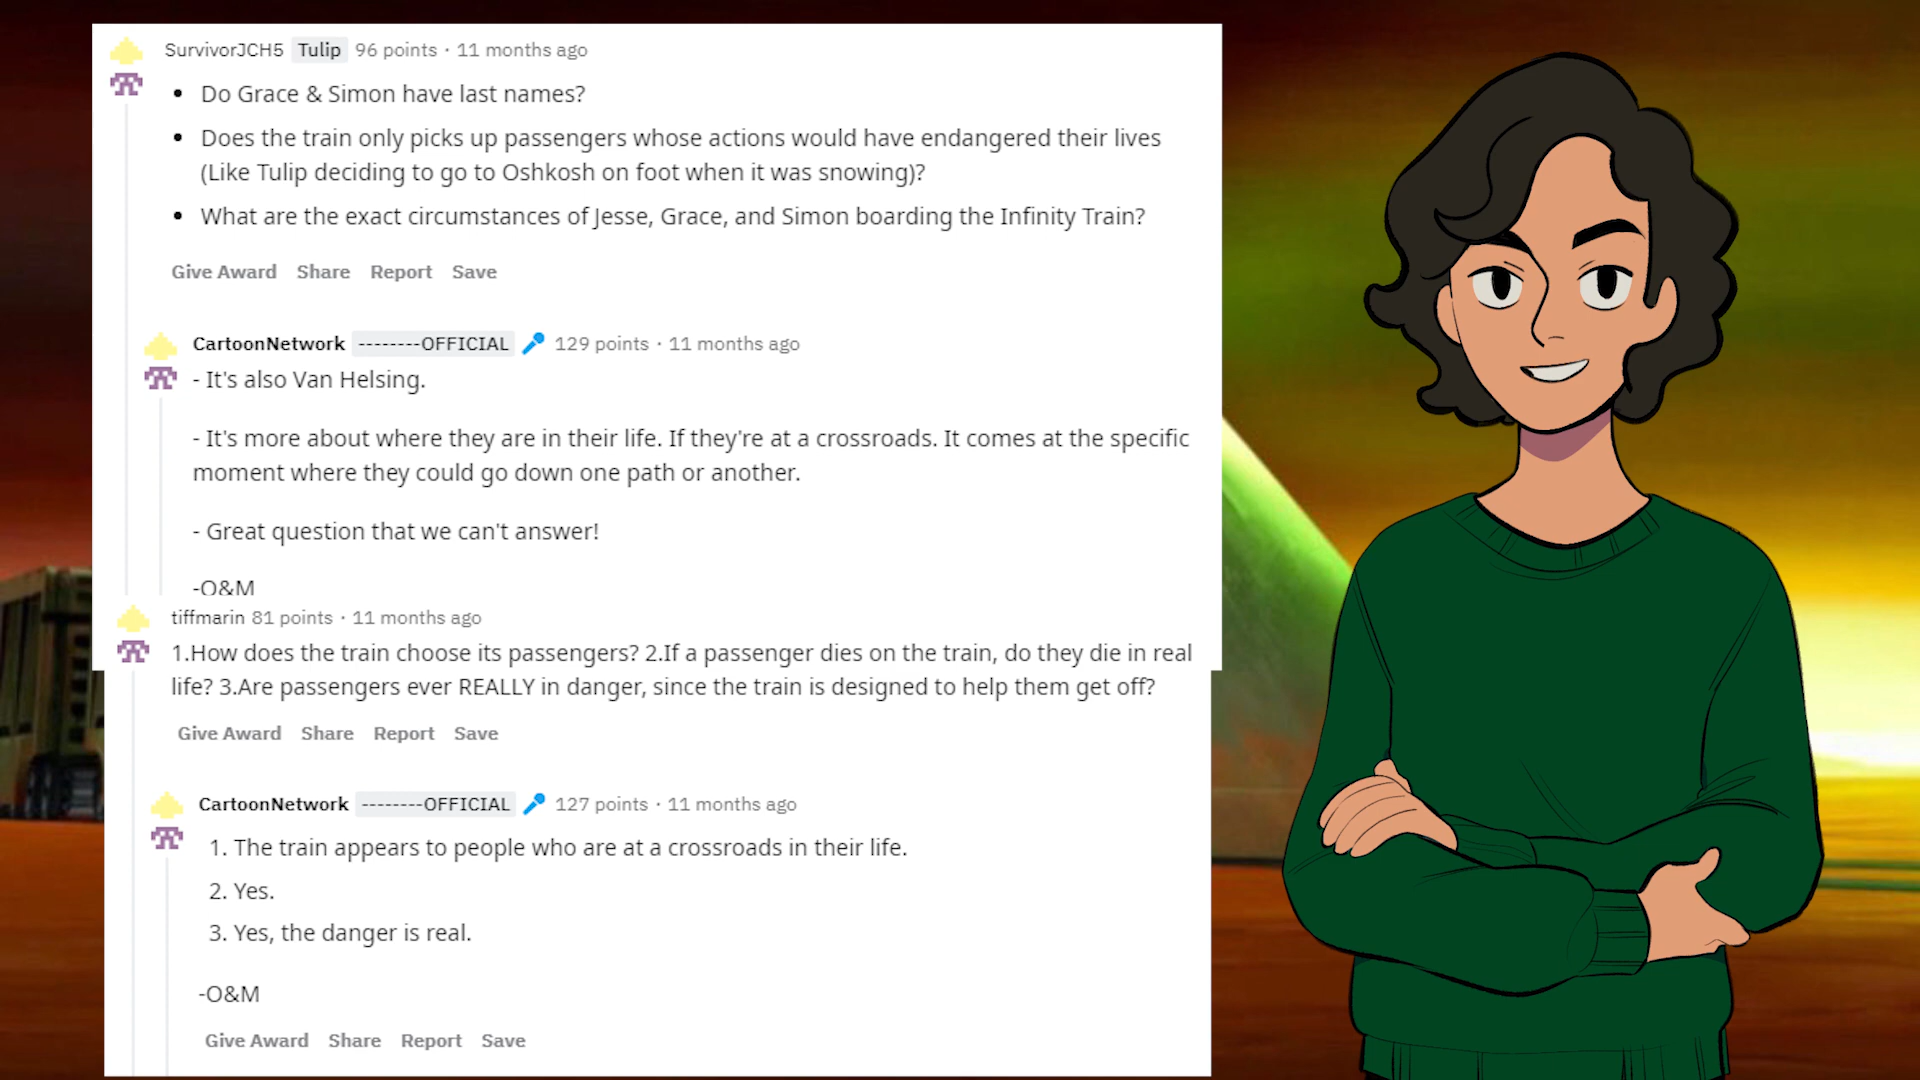 SurvivorJCH5 Tulip 96 points · 11 months ago
• Do Grace & Simon have last names?
• Does the train only picks up passengers whose actions would have endangered their lives
(Like Tulip deciding to go to Oshkosh on foot when it was snowing)?
• What are the exact circumstances of Jesse, Grace, and Simon boarding the Infinity Train?
Give Award Share Report Save
CartoonNetwork --------OFFICIAL 129 points · 11 months ago
- It's also Van Helsing.
- It's more about where they are in their life. If they're at a crossroads. It comes at the specific
moment where they could go down one path or another.
- Great question that we can't answer!
-O&M
tiffmarin 81 points · 11 months ago
1.How does the train choose its passengers? 2.If a passenger dies on the train, do they die in real
life? 3.Are passengers ever REALLY in danger, since the train is designed to help them get off?
Give Award Share Report Save
CartoonNetwork --------OFFICIAL 127 points · 11 months ago
1. The train appears to people who are at a crossroads in their life.
2. Yes.
3. Yes, the danger is real.
-O&M
Give Award Share Report Save